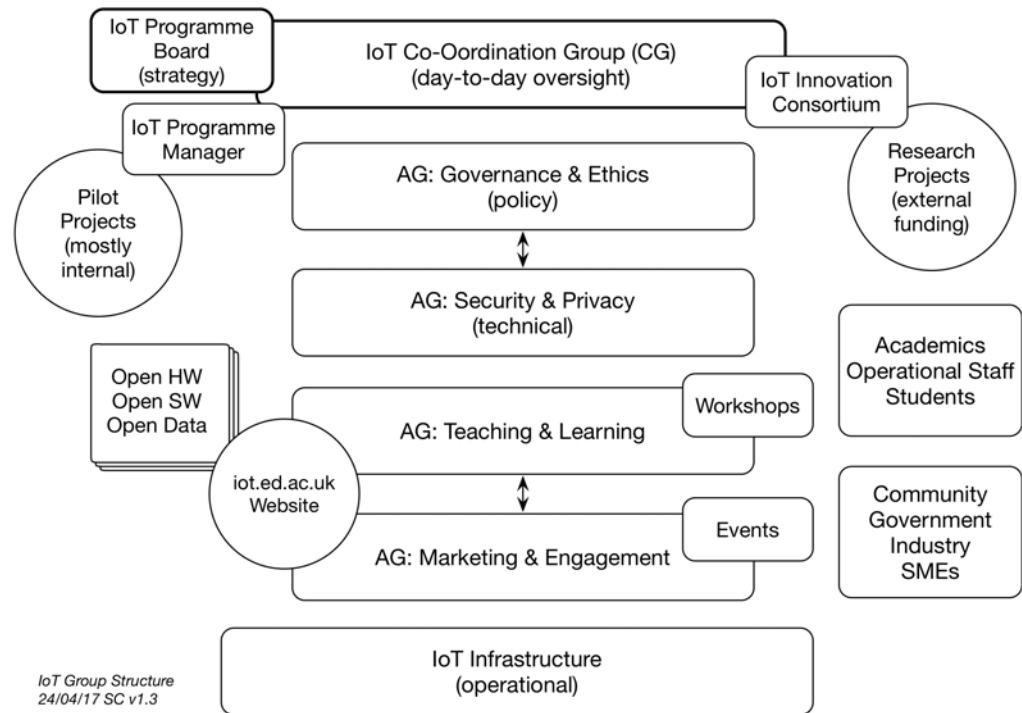 IoT Programme
Board
(strategy)
IoT Co-Oordination Group (CG)
(day-to-day oversight)
IoT Innovation
Consortium
IoT Programme
Manager
Pilot
Projects
(mostly
internal)
AG: Governance & Ethics
(policy)
Research
Projects
(external
funding)
AG: Security & Privacy
(technical)
Open HW
Open SW
Open Data
Academics
Operational Staff
Students
Workshops
AG: Teaching & Learning
iot.ed.ac.uk
Website
Events
AG: Marketing & Engagement
Community
Government
Industry
SMEs
IoT Infrastructure
(operational)
IoT Group Structure
24/04/17 SC v1.3